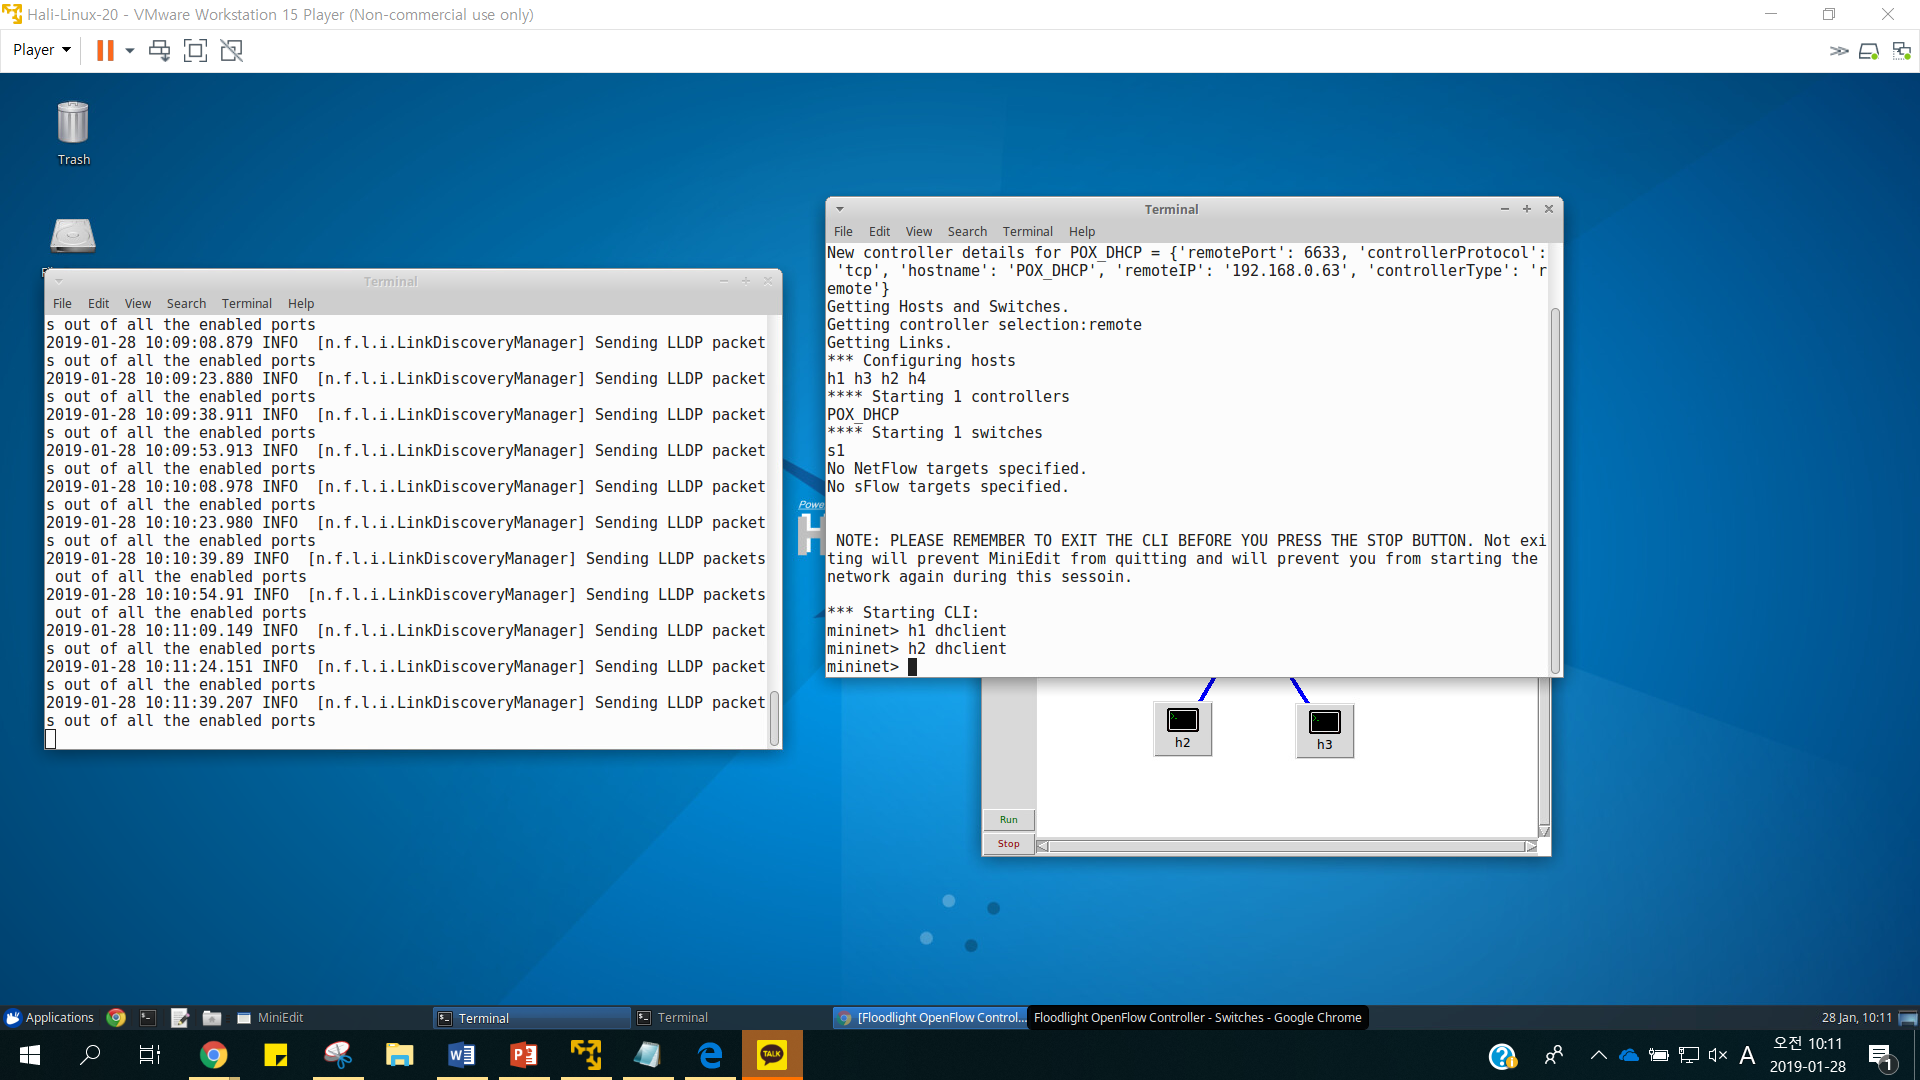 Hali-Linux-20 - VMware Workstation 15 Player (Non-commercial use only)
Player
Trash
Terminal
File Edit View Search Terminal Help
s out of all the enabled ports
2019-01-28 10:09:08.879 INFO  [n.f.l.i.LinkDiscoveryManager] Sending LLDP packet
s out of all the enabled ports
2019-01-28 10:09:23.880 INFO  [n.f.l.i.LinkDiscoveryManager] Sending LLDP packet
s out of all the enabled ports
2019-01-28 10:09:38.911 INFO  [n.f.l.i.LinkDiscoveryManager] Sending LLDP packet
s out of all the enabled ports
2019-01-28 10:09:53.913 INFO  [n.f.l.i.LinkDiscoveryManager] Sending LLDP packet
s out of all the enabled ports
2019-01-28 10:10:08.978 INFO  [n.f.l.i.LinkDiscoveryManager] Sending LLDP packet
s out of all the enabled ports
2019-01-28 10:10:23.980 INFO  [n.f.l.i.LinkDiscoveryManager] Sending LLDP packet
s out of all the enabled ports
2019-01-28 10:10:39.89 INFO  [n.f.l.i.LinkDiscoveryManager] Sending LLDP packets
 out of all the enabled ports
2019-01-28 10:10:54.91 INFO  [n.f.l.i.LinkDiscoveryManager] Sending LLDP packets
 out of all the enabled ports
2019-01-28 10:11:09.149 INFO  [n.f.l.i.LinkDiscoveryManager] Sending LLDP packet
s out of all the enabled ports
2019-01-28 10:11:24.151 INFO  [n.f.l.i.LinkDiscoveryManager] Sending LLDP packet
s out of all the enabled ports
2019-01-28 10:11:39.207 INFO  [n.f.l.i.LinkDiscoveryManager] Sending LLDP packet
s out of all the enabled ports
Powe
H
Terminal
File Edit View Search Terminal Help
New controller details for POX_DHCP = {'remotePort': 6633, 'controllerProtocol':
 'tcp', 'hostname': 'POX_DHCP', 'remoteIP': '192.168.0.63', 'controllerType': 'r
emote'}
Getting Hosts and Switches.
Getting controller selection:remote
Getting Links.
*** Configuring hosts
h1 h3 h2 h4
**** Starting 1 controllers
POX_DHCP
**** Starting 1 switches
s1
No NetFlow targets specified.
No sFlow targets specified.
 NOTE: PLEASE REMEMBER TO EXIT THE CLI BEFORE YOU PRESS THE STOP BUTTON. Not exi
ting will prevent MiniEdit from quitting and will prevent you from starting the
network again during this sessoin.
*** Starting CLI:
mininet> h1 dhclient
mininet> h2 dhclient
mininet>
h2
h3
Run
Stop
Applications
MiniEdit
Terminal
Terminal
[Floodlight OpenFlow Control...
Floodlight OpenFlow Controller - Switches - Google Chrome
28 Jan, 10:11
TALK
A
오전 10:11
2019-01-28
1